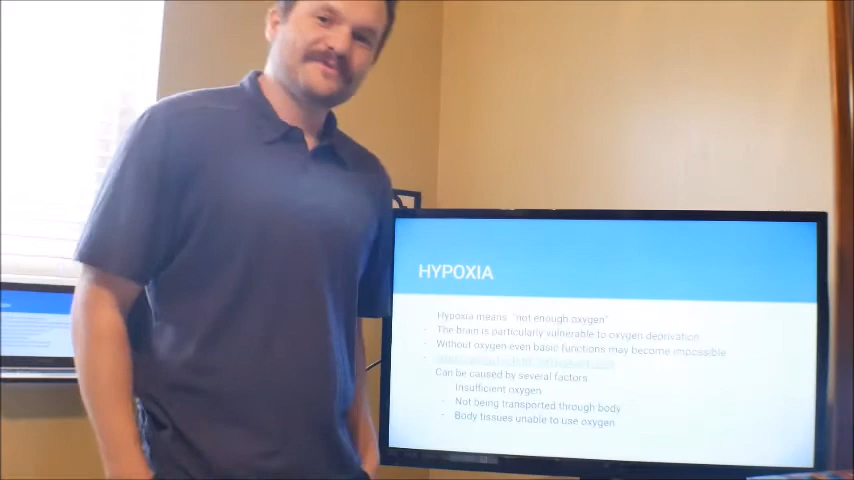 HYPOXIA
Hypoxia means "not enough oxygen"
- The brain is particularly vulnerable to oxygen deprivation
- Without oxygen even basic functions may become impossible
-
Can be caused by several factors
Insufficient oxygen
- Not being transported through body
- Body tissues unable to use oxygen